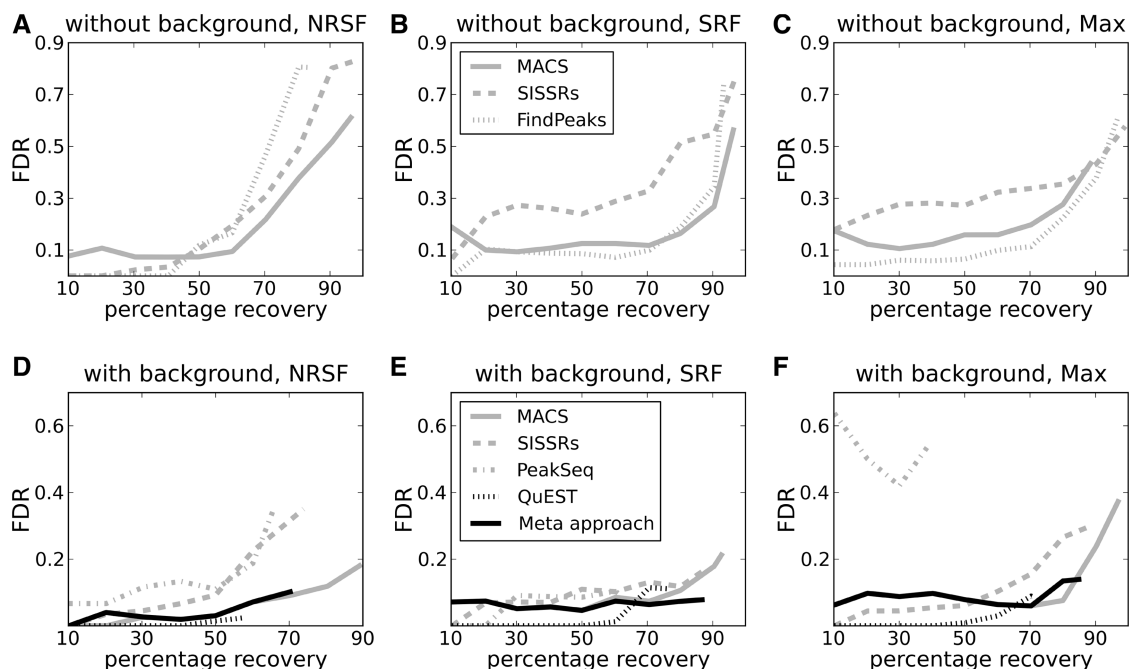 A without background, NRSF
B without background, SRF
C without background, Max
FDR
0.9
0.7
0.5
0.3
0.1
10 30 50 70 90
percentage recovery
FDR
0.9
0.7
0.5
0.3
0.1
MACS
SISSRs
FindPeaks
10 30 50 70 90
percentage recovery
FDR
0.9
0.7
0.5
0.3
0.1
10 30 50 70 90
percentage recovery
D with background, NRSF
E with background, SRF
F with background, Max
FDR
0.6
0.4
0.2
10 30 50 70 90
percentage recovery
FDR
0.6
0.4
0.2
MACS
SISSRs
PeakSeq
QuEST
Meta approach
10 30 50 70 90
percentage recovery
FDR
0.6
0.4
0.2
10 30 50 70 90
percentage recovery